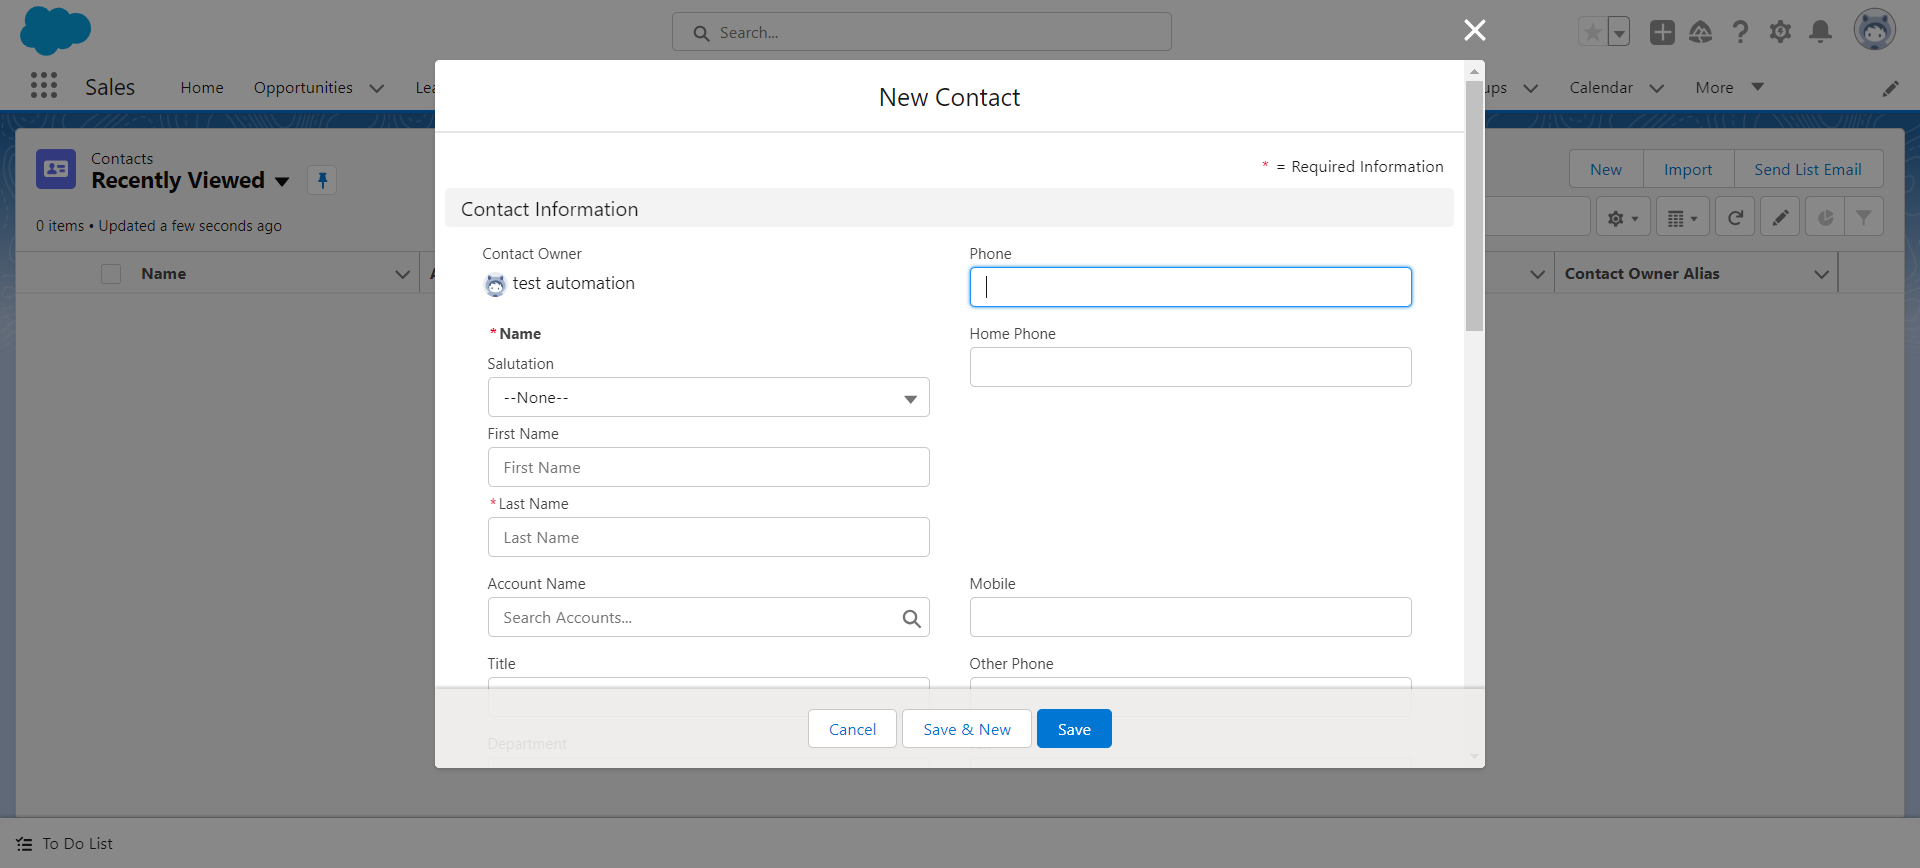 Search...
Sales
Home
Opportunities
Lea
ups
Calendar
More
Contacts
Recently Viewed
0 items • Updated a few seconds ago
New
Import
Send List Email
Name
Contact Owner Alias
New Contact
* = Required Information
Contact Information
Contact Owner
test automation
Phone
*Name
Home Phone
Salutation
--None--
First Name
First Name
*Last Name
Last Name
Account Name
Search Accounts...
Mobile
Title
Other Phone
Department
Cancel
Save & New
Save
To Do List